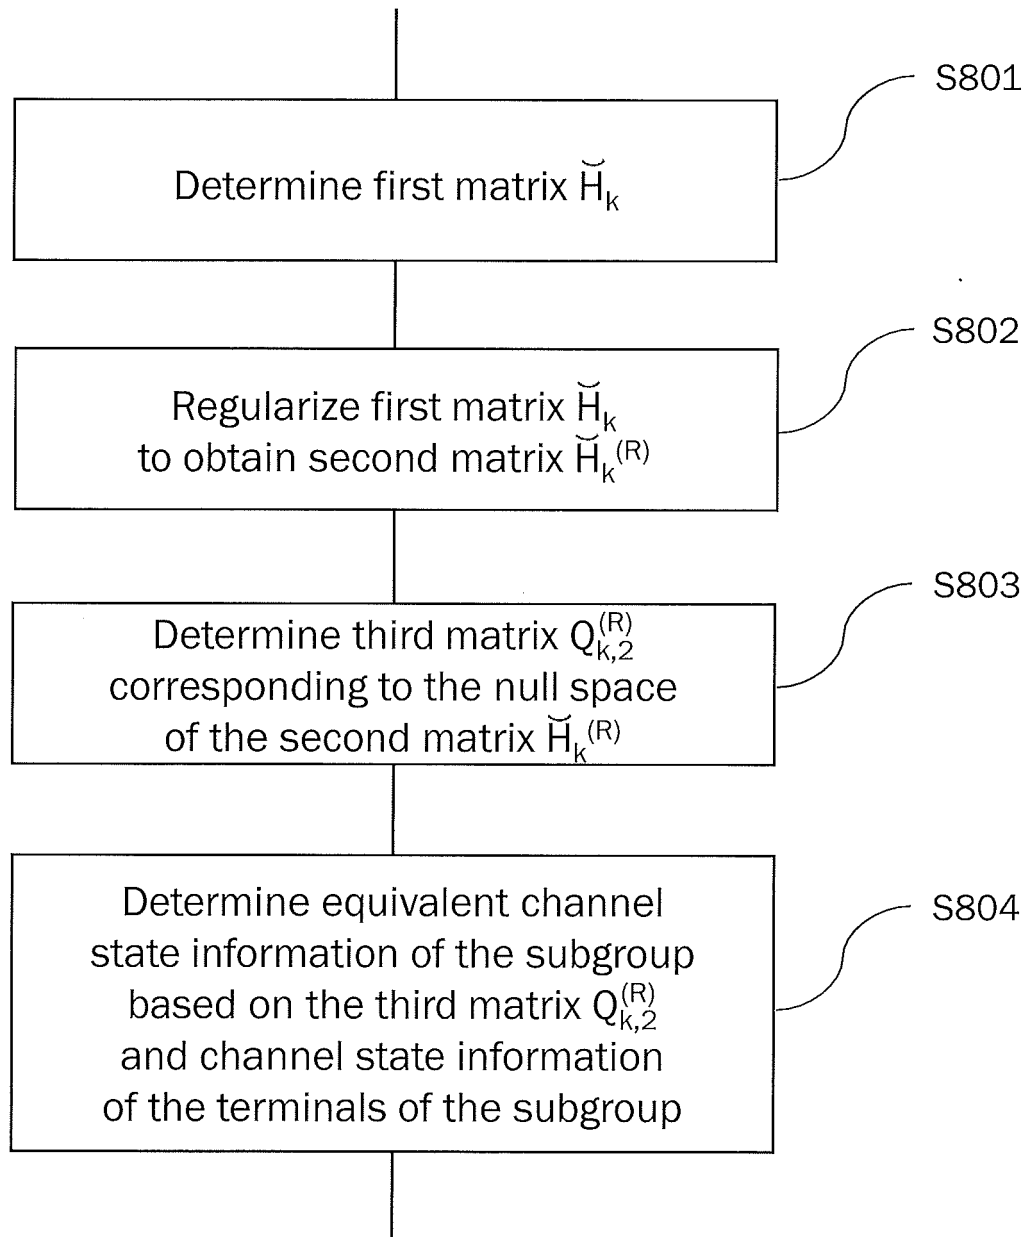 S801
Determine first matrix H̆ₖ
S802
Regularize first matrix H̆ₖ
to obtain second matrix H̆ₖ⁽ᴿ⁾
S803
Determine third matrix Q₍ₖ,₂₎⁽ᴿ⁾
corresponding to the null space
of the second matrix H̆ₖ⁽ᴿ⁾
S804
Determine equivalent channel
state information of the subgroup
based on the third matrix Q₍ₖ,₂₎⁽ᴿ⁾
and channel state information
of the terminals of the subgroup